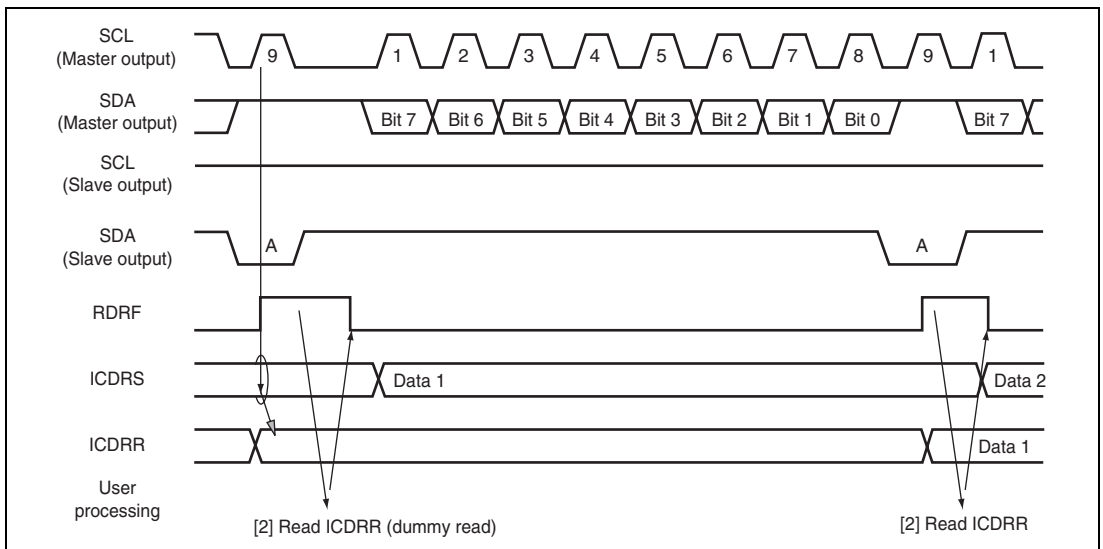 SCL
(Master output)
9 1 2 3 4 5 6 7 8 9 1
SDA
(Master output)
Bit 7 Bit 6 Bit 5 Bit 4 Bit 3 Bit 2 Bit 1 Bit 0 Bit 7
SCL
(Slave output)
SDA
(Slave output)
A A
RDRF
ICDRS
Data 1 Data 2
ICDRR
Data 1
User
processing
[2] Read ICDRR (dummy read) [2] Read ICDRR